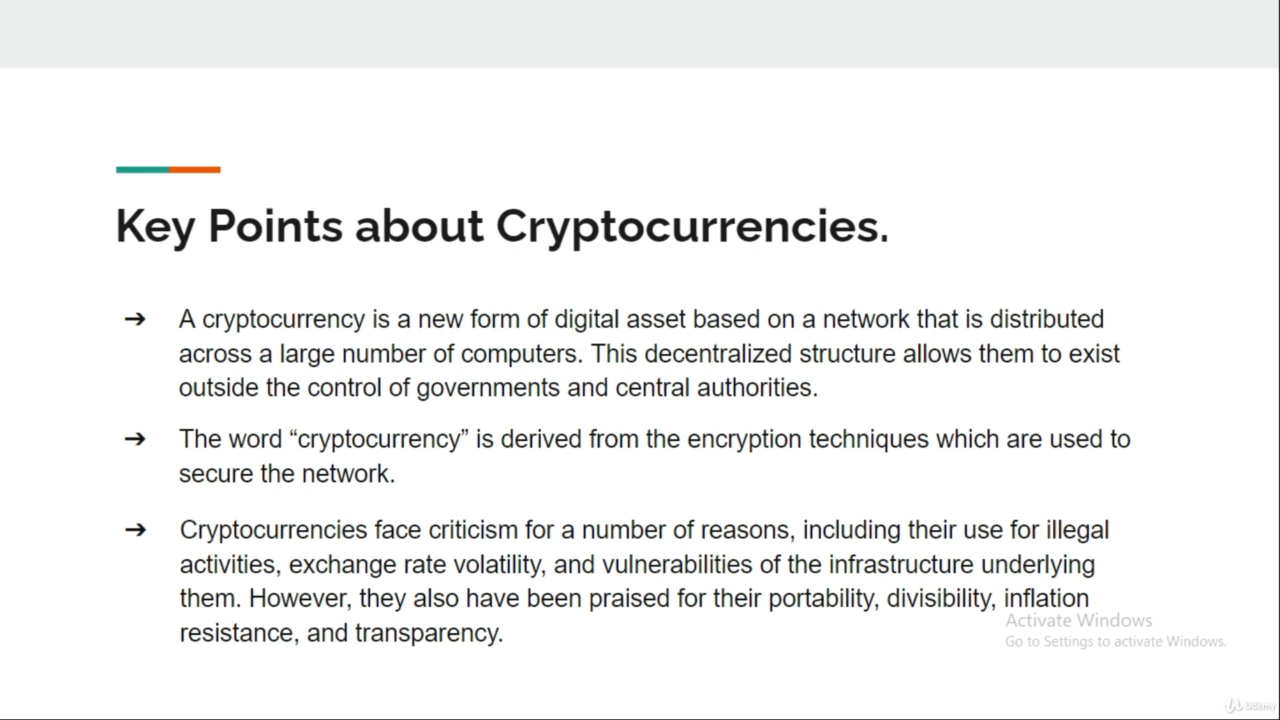 Key Points about Cryptocurrencies.
➔ A cryptocurrency is a new form of digital asset based on a network that is distributed
across a large number of computers. This decentralized structure allows them to exist
outside the control of governments and central authorities.
➔ The word “cryptocurrency” is derived from the encryption techniques which are used to
secure the network.
➔ Cryptocurrencies face criticism for a number of reasons, including their use for illegal
activities, exchange rate volatility, and vulnerabilities of the infrastructure underlying
them. However, they also have been praised for their portability, divisibility, inflation
resistance, and transparency.
Activate Windows
Go to Settings to activate Windows.
Udemy